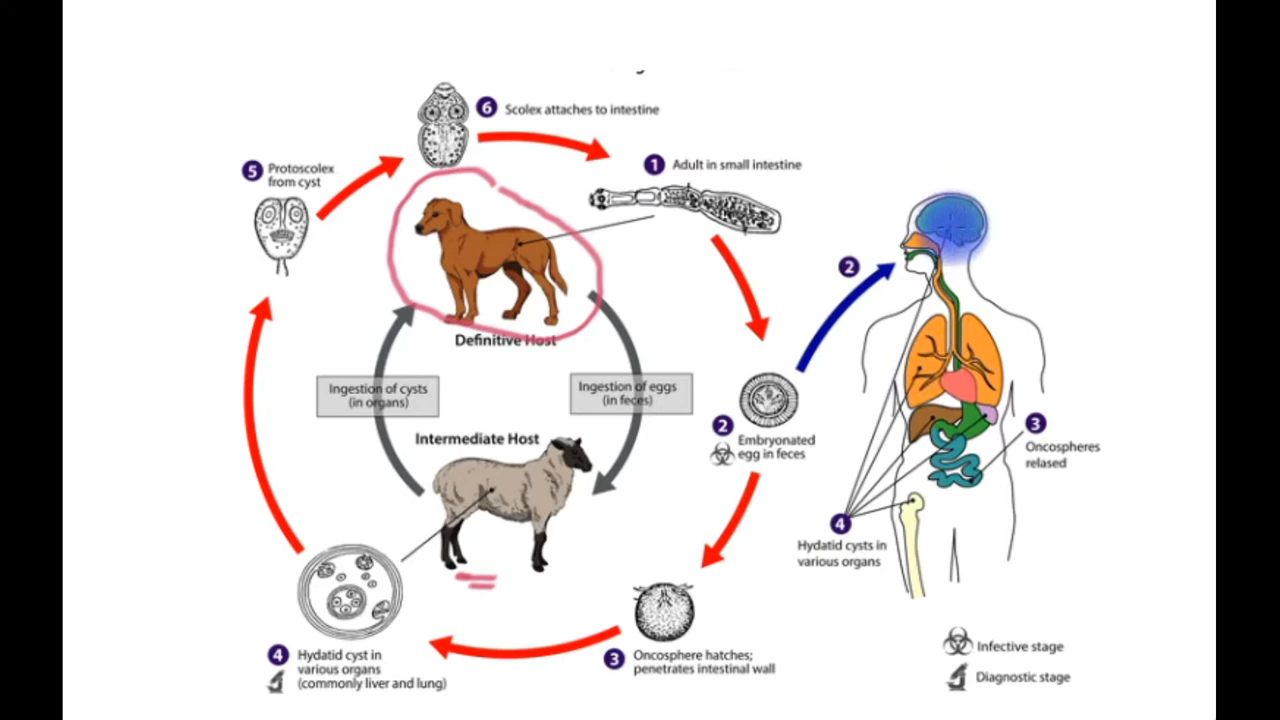 6 Scolex attaches to intestine
1 Adult in small intestine
5 Protoscolex
from cyst
2
Definitive Host
Ingestion of cysts
(in organs)
Ingestion of eggs
(in feces)
Intermediate Host
2 Embryonated
egg in feces
3
Oncospheres
relased
4
Hydatid cysts in
various organs
4 Hydatid cyst in
various organs
(commonly liver and lung)
3 Oncosphere hatches;
penetrates intestinal wall
Infective stage
Diagnostic stage